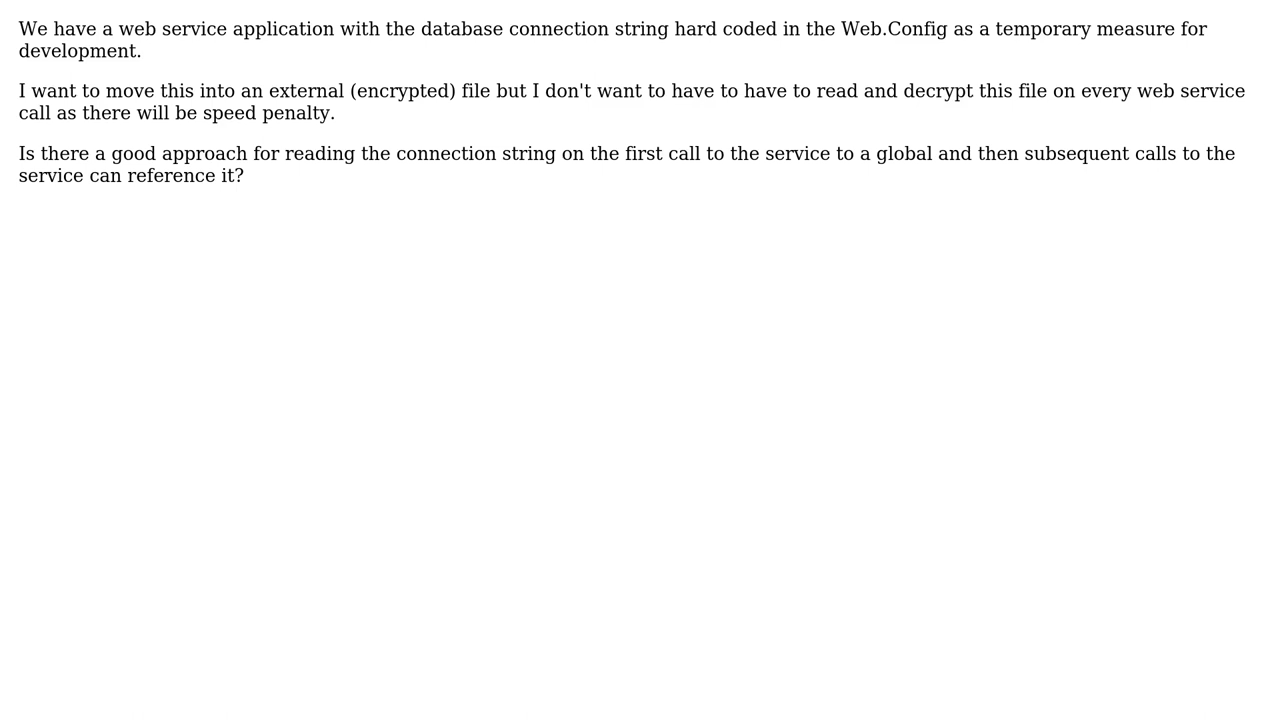 We have a web service application with the database connection string hard coded in the Web.Config as a temporary measure for
development.
I want to move this into an external (encrypted) file but I don't want to have to have to read and decrypt this file on every web service
call as there will be speed penalty.
Is there a good approach for reading the connection string on the first call to the service to a global and then subsequent calls to the
service can reference it?